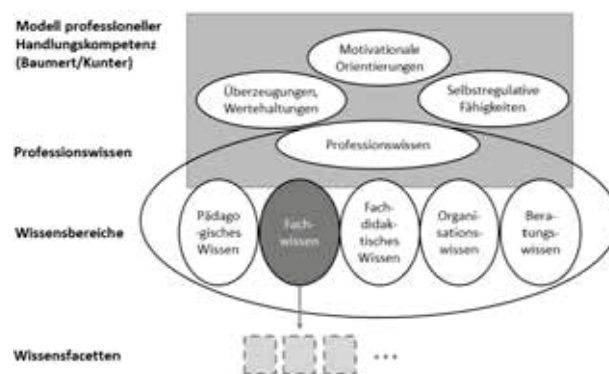 Modell professioneller
Handlungskompetenz
(Baumert/Kunter)
Motivationale
Orientierungen
Überzeugungen,
Wertehaltungen
Selbstregulative
Fähigkeiten
Professionswissen
Professionswissen
Wissensbereiche
Pädago-
-gisches
Wissen
Fach-
wissen
Fach-
didak-
tisches
Wissen
Organi-
sations-
wissen
Bera-
tungs-
wissen
Wissensfacetten
...